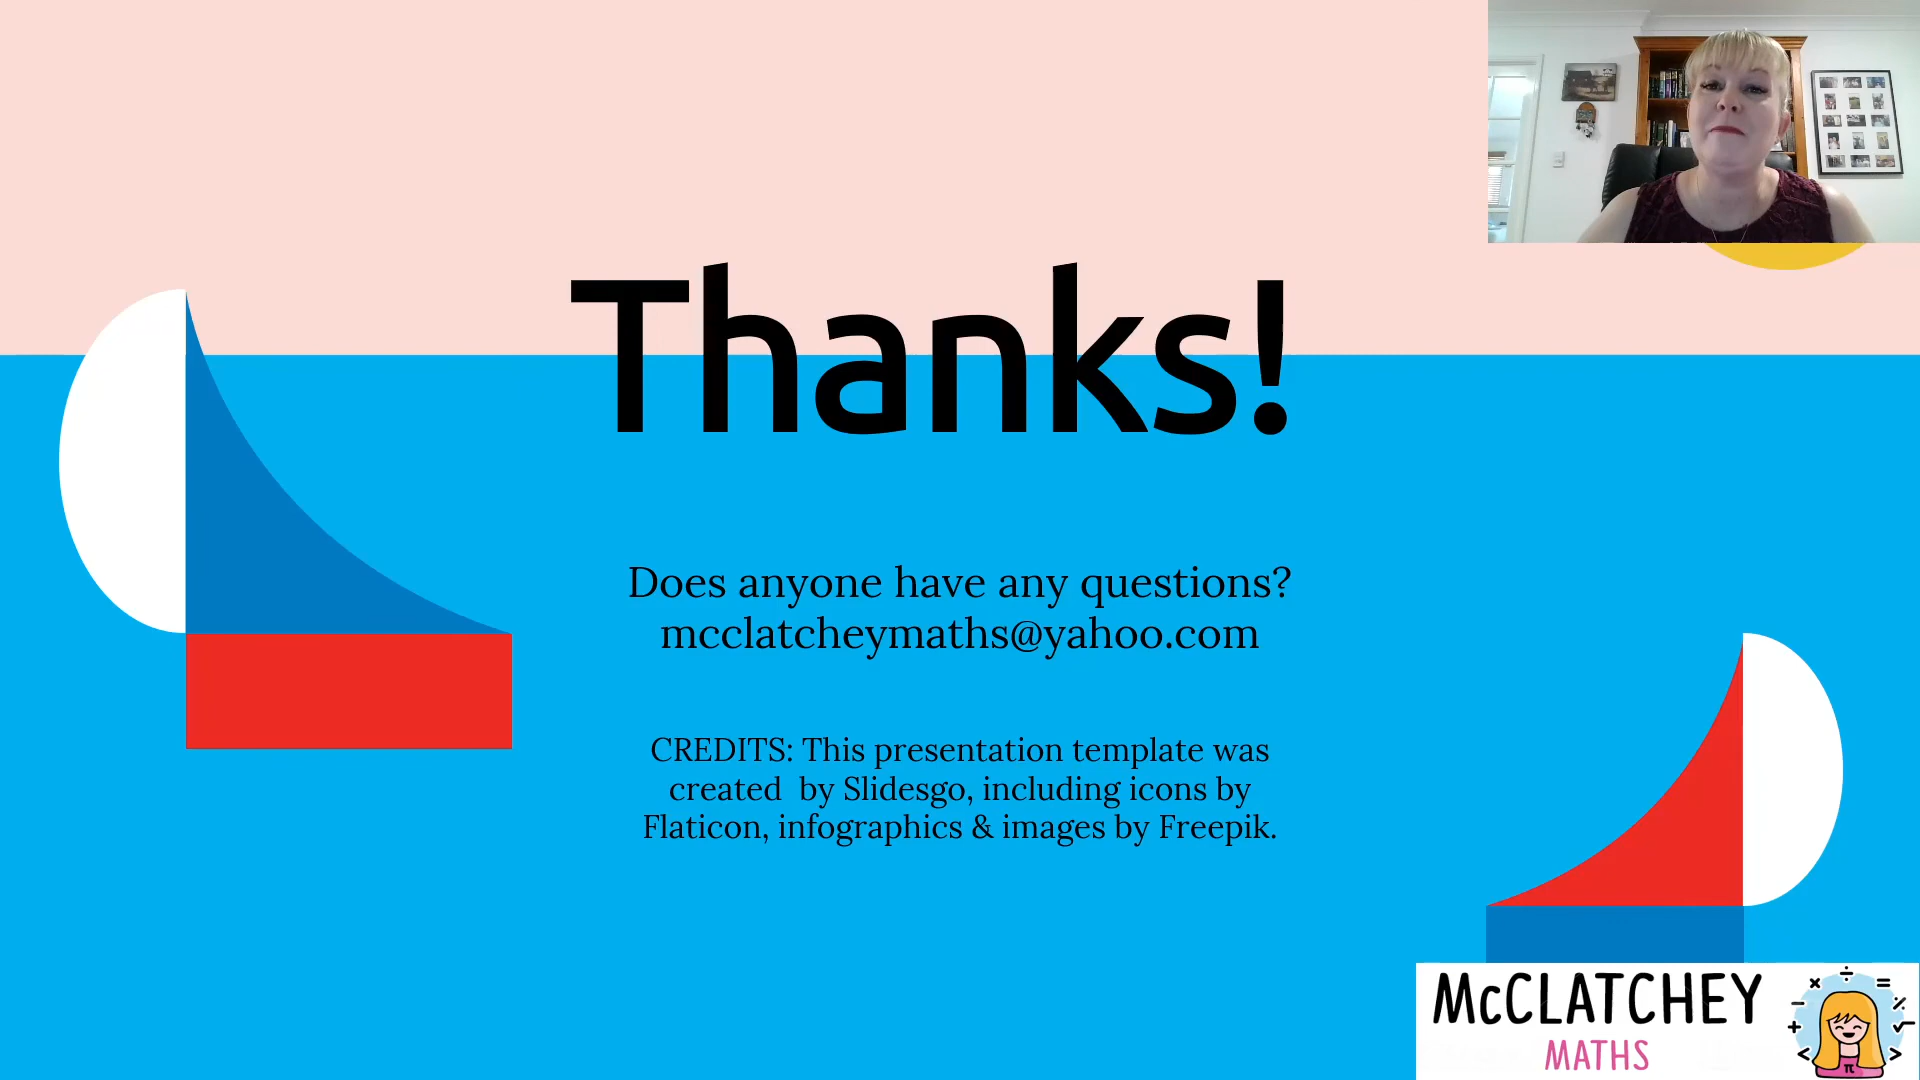 Thanks!
Does anyone have any questions?
mcclatcheymaths@yahoo.com
CREDITS: This presentation template was
created  by Slidesgo, including icons by
Flaticon, infographics & images by Freepik.
McCLATCHEY
MATHS